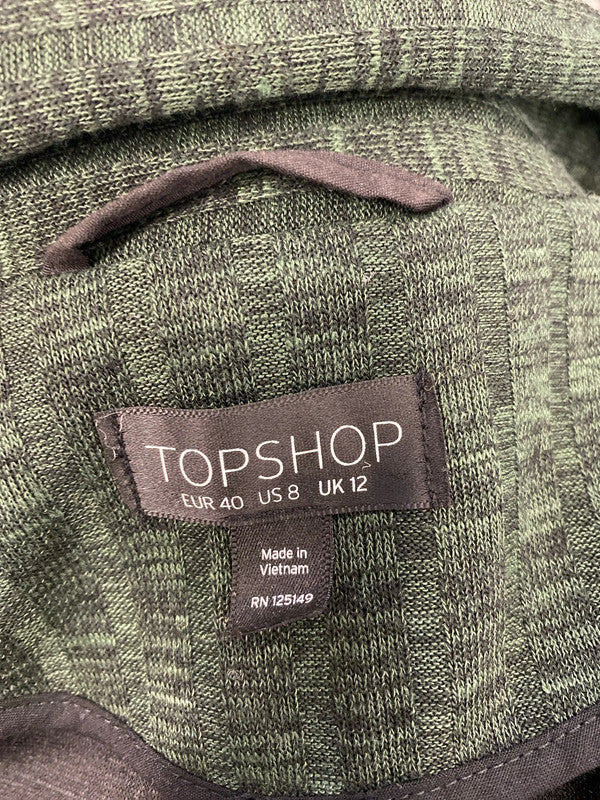 TOPSHOP
EUR 40 US 8 UK 12
Made in
Vietnam
RN 125149